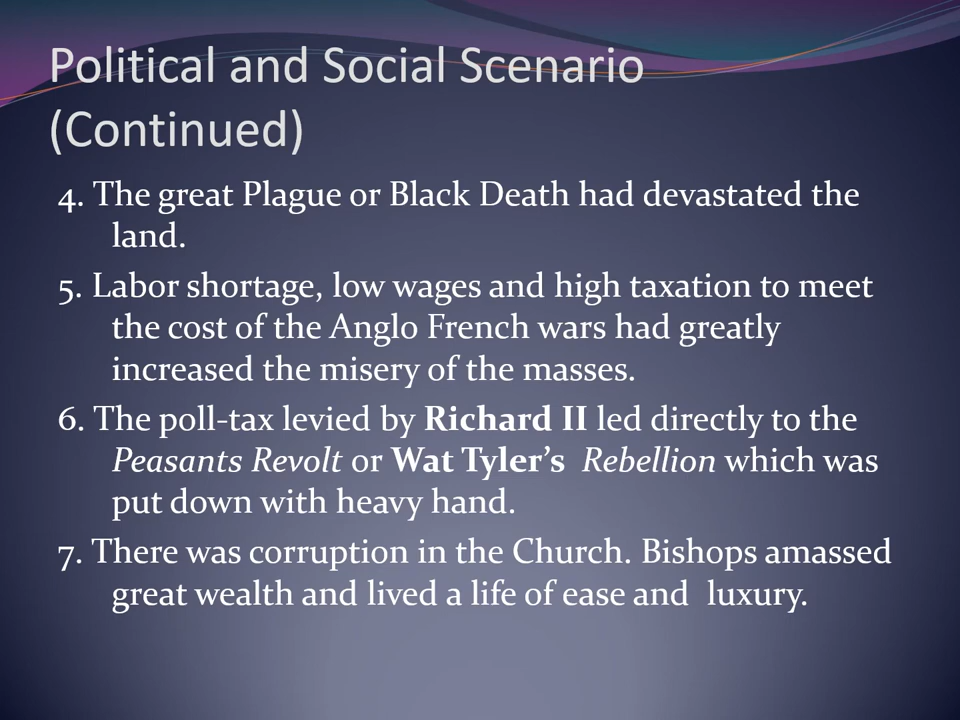 Political and Social Scenario
(Continued)
4. The great Plague or Black Death had devastated the
land.
5. Labor shortage, low wages and high taxation to meet
the cost of the Anglo French wars had greatly
increased the misery of the masses.
6. The poll-tax levied by Richard II led directly to the
Peasants Revolt or Wat Tyler’s  Rebellion which was
put down with heavy hand.
7. There was corruption in the Church. Bishops amassed
great wealth and lived a life of ease and  luxury.